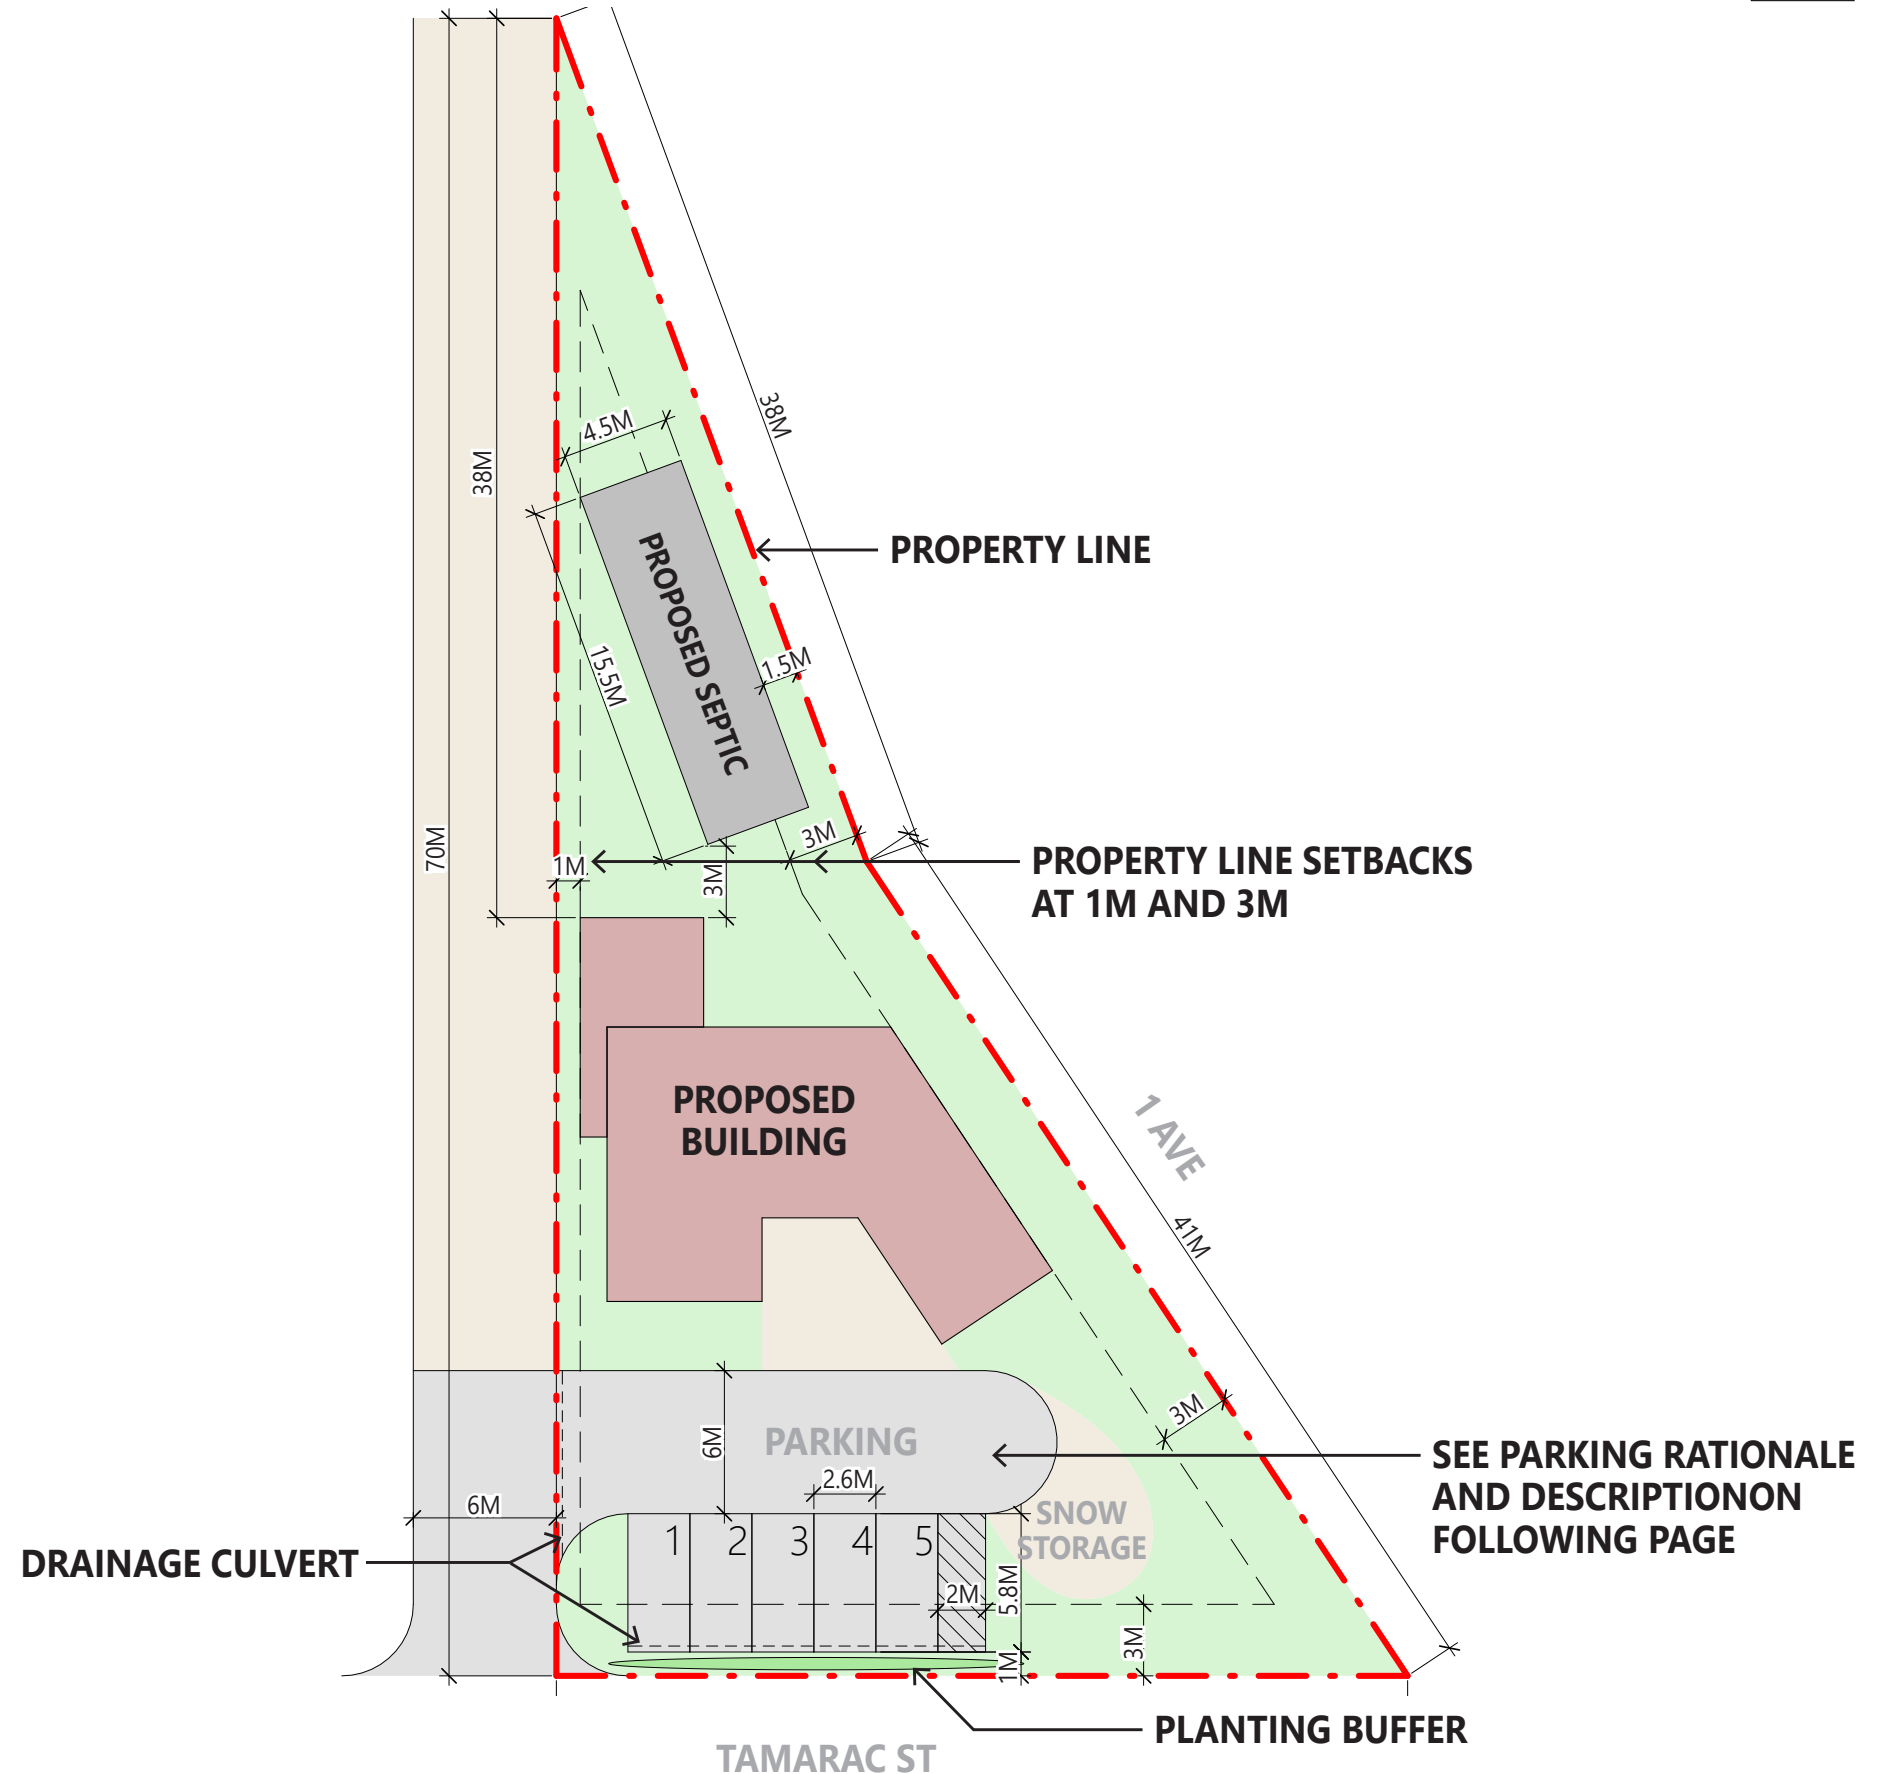 38M
4.5M
38M
PROPERTY LINE
PROPOSED SEPTIC
15.5M
1.5M
70M
3M
1M
3M
PROPERTY LINE SETBACKS
AT 1M AND 3M
PROPOSED
BUILDING
1 AVE
41M
3M
6M
PARKING
SEE PARKING RATIONALE
AND DESCRIPTIONON
FOLLOWING PAGE
2.6M
6M
SNOW
STORAGE
1 2 3 4 5
DRAINAGE CULVERT
2M
5.8M
3M
1M
PLANTING BUFFER
TAMARAC ST